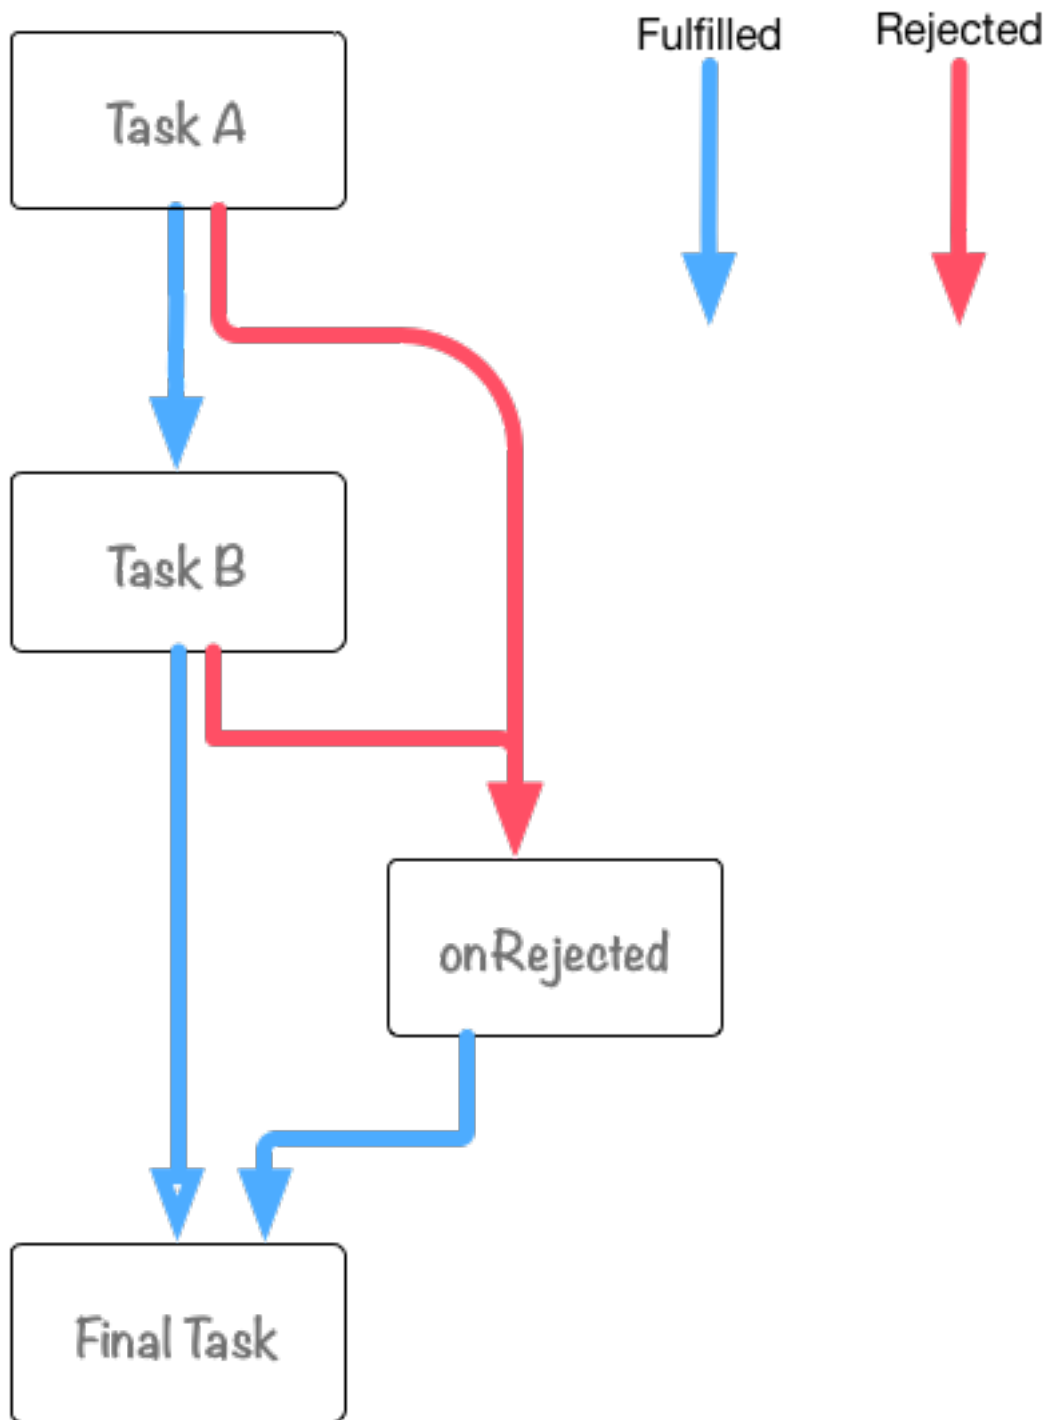 Fulfilled
Rejected
Task A
Task B
onRejected
Final Task